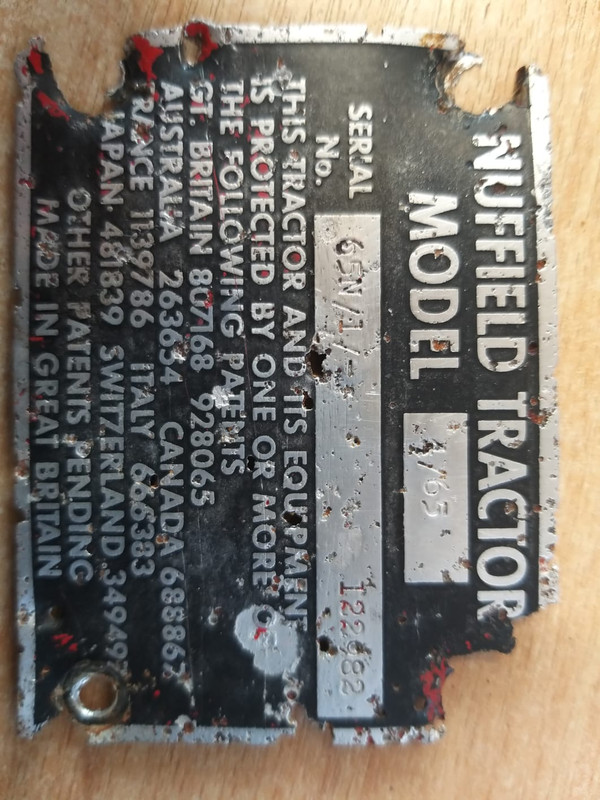 NUFFIELD TRACTOR
MODEL 4/65
SERIAL
No. 65N/1/ 122982
THIS TRACTOR AND ITS EQUIPMENT
IS PROTECTED BY ONE OR MORE OF
THE FOLLOWING PATENTS
GT. BRITAIN 807168 928065
AUSTRALIA 263654 CANADA 688867
FRANCE 1139786 ITALY 666383
JAPAN 481839 SWITZERLAND 349497
OTHER PATENTS PENDING
MADE IN GREAT BRITAIN